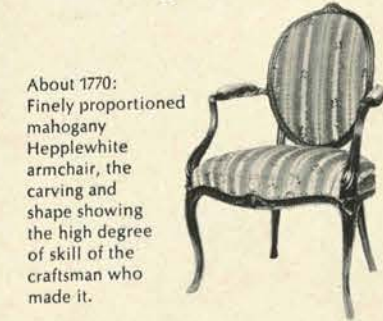 About 1770:
Finely proportioned
mahogany
Hepplewhite
armchair, the
carving and
shape showing
the high degree
of skill of the
craftsman who
made it.